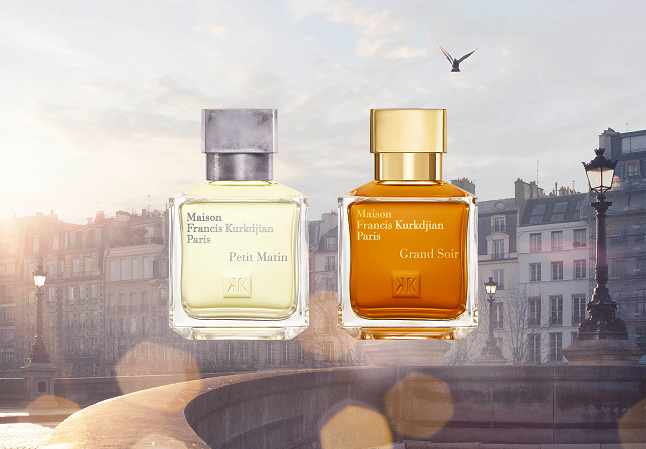 Maison
Francis Kurkdjian
Paris
Petit Matin
Maison
Francis Kurkdjian
Paris
Grand Soir